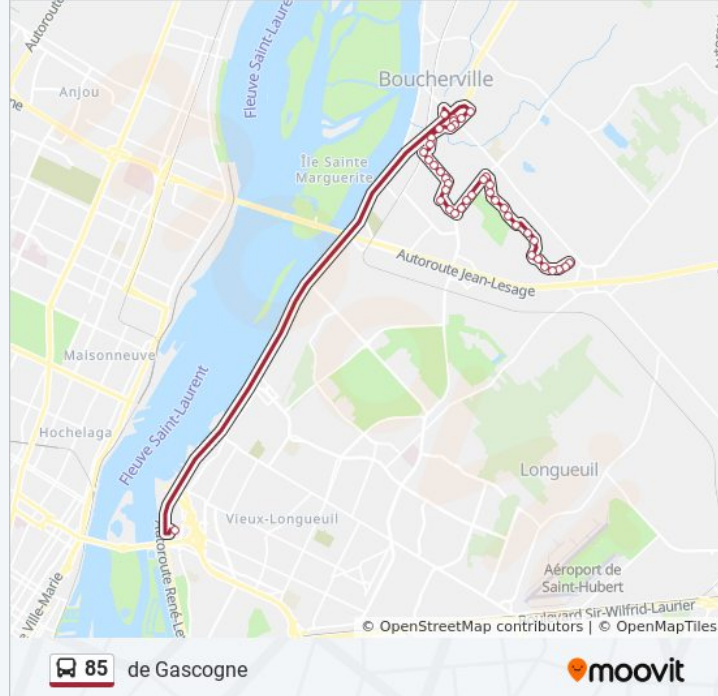 Autoroute
Fleuve Saint-Laurent
Anjou
Boucherville
Île Sainte
Marguerite
Autoroute Jean-Lesage
Maisonneuve
Fleuve Saint-Laurent
Hochelaga
Longueuil
Vieux-Longueuil
Autoroute René-Le
Ville-Marie
Aéroport de
Saint-Hubert
Boulevard Sir-Wilfrid-Laurier
© OpenStreetMap contributors | © OpenMapTiles
85 de Gascogne
moovit